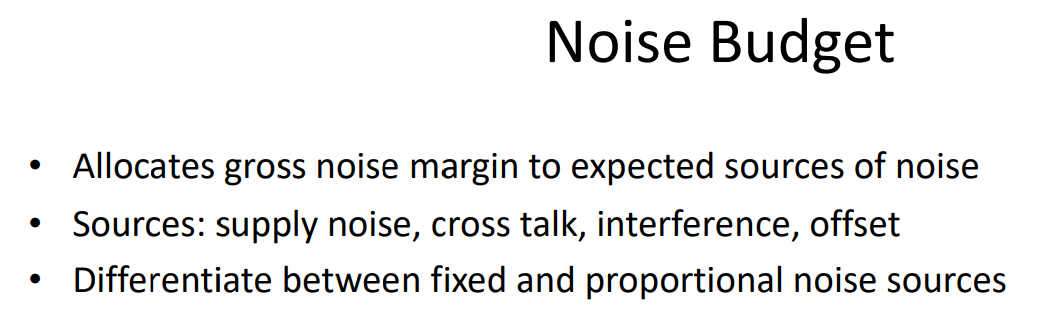 Noise Budget
• Allocates gross noise margin to expected sources of noise
• Sources: supply noise, cross talk, interference, offset
• Differentiate between fixed and proportional noise sources